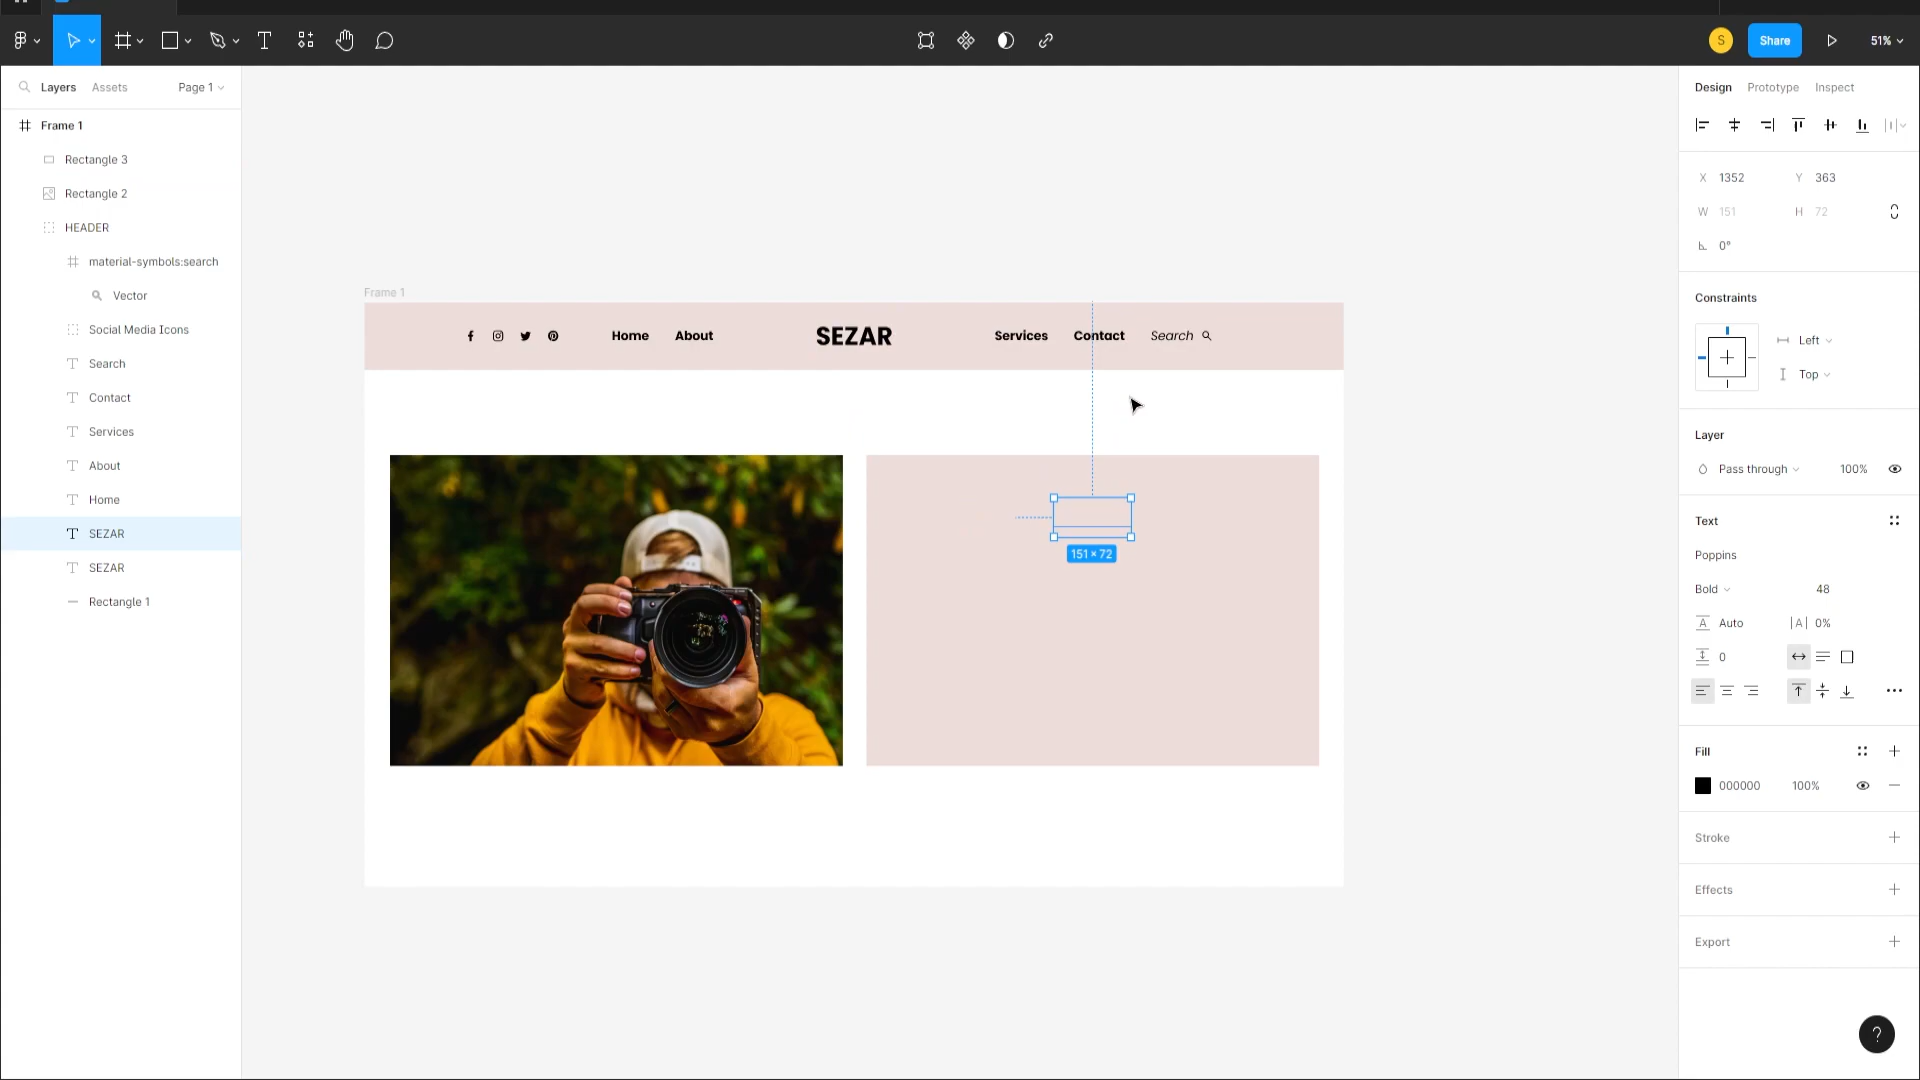 S
Share
51%
Layers
Assets
Page 1
Frame 1
Rectangle 3
Rectangle 2
HEADER
material-symbols:search
Vector
Social Media Icons
Search
Contact
Services
About
Home
SEZAR
SEZAR
Rectangle 1
Frame 1
Home
About
SEZAR
Services
Contact
Search
151 × 72
Design
Prototype
Inspect
X 1352
Y 363
W 151
H 72
0°
Constraints
Left
Top
Layer
Pass through
100%
Text
Poppins
Bold
48
A Auto
|A| 0%
0
Fill
000000
100%
Stroke
Effects
Export
?